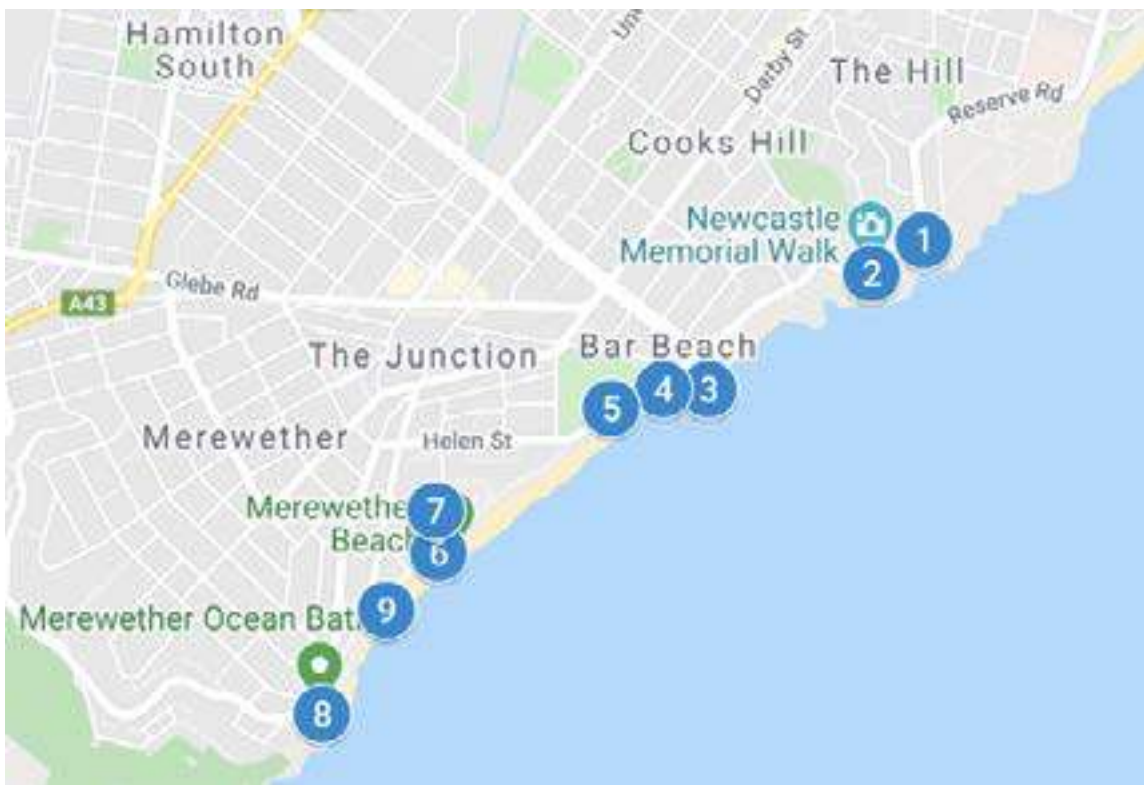 Hamilton
South
Darby St
The Hill
Reserve Rd
Cooks Hill
Newcastle
Memorial Walk
1
2
Glebe Rd
A43
The Junction
Bar Beach
5
4
3
Merewether
Helen St
Merewethe
Beac
7
6
9
Merewether Ocean Bat
8